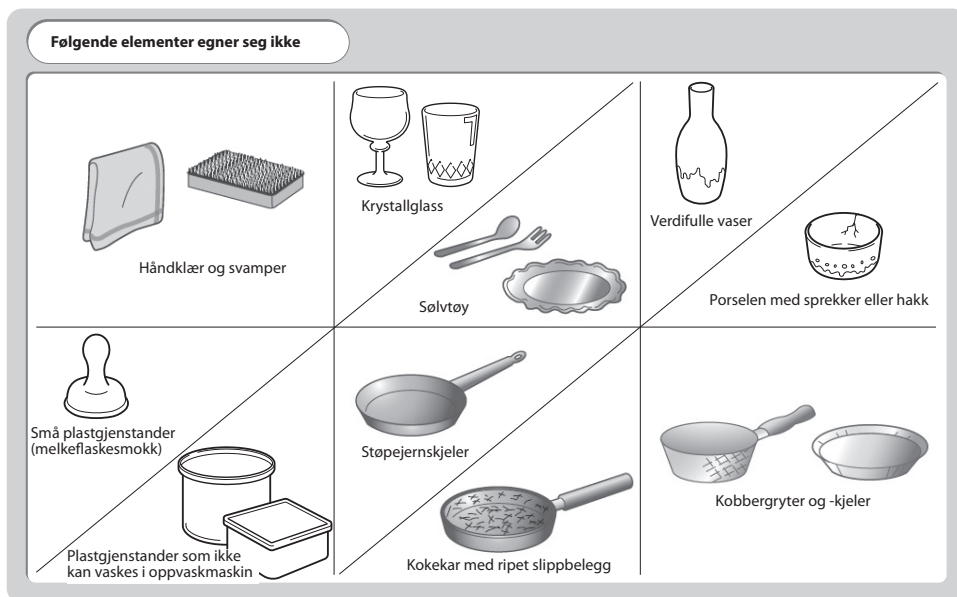 Følgende elementer egner seg ikke
Håndklær og svamper
Krystallglass
Sølvtøy
Verdifulle vaser
Porselen med sprekker eller hakk
Små plastgjenstander
(melkeflaskesmokk)
Plastgjenstander som ikke
kan vaskes i oppvaskmaskin
Støpejernskjeler
Kokekar med ripet slippbelegg
Kobbergryter og -kjeler